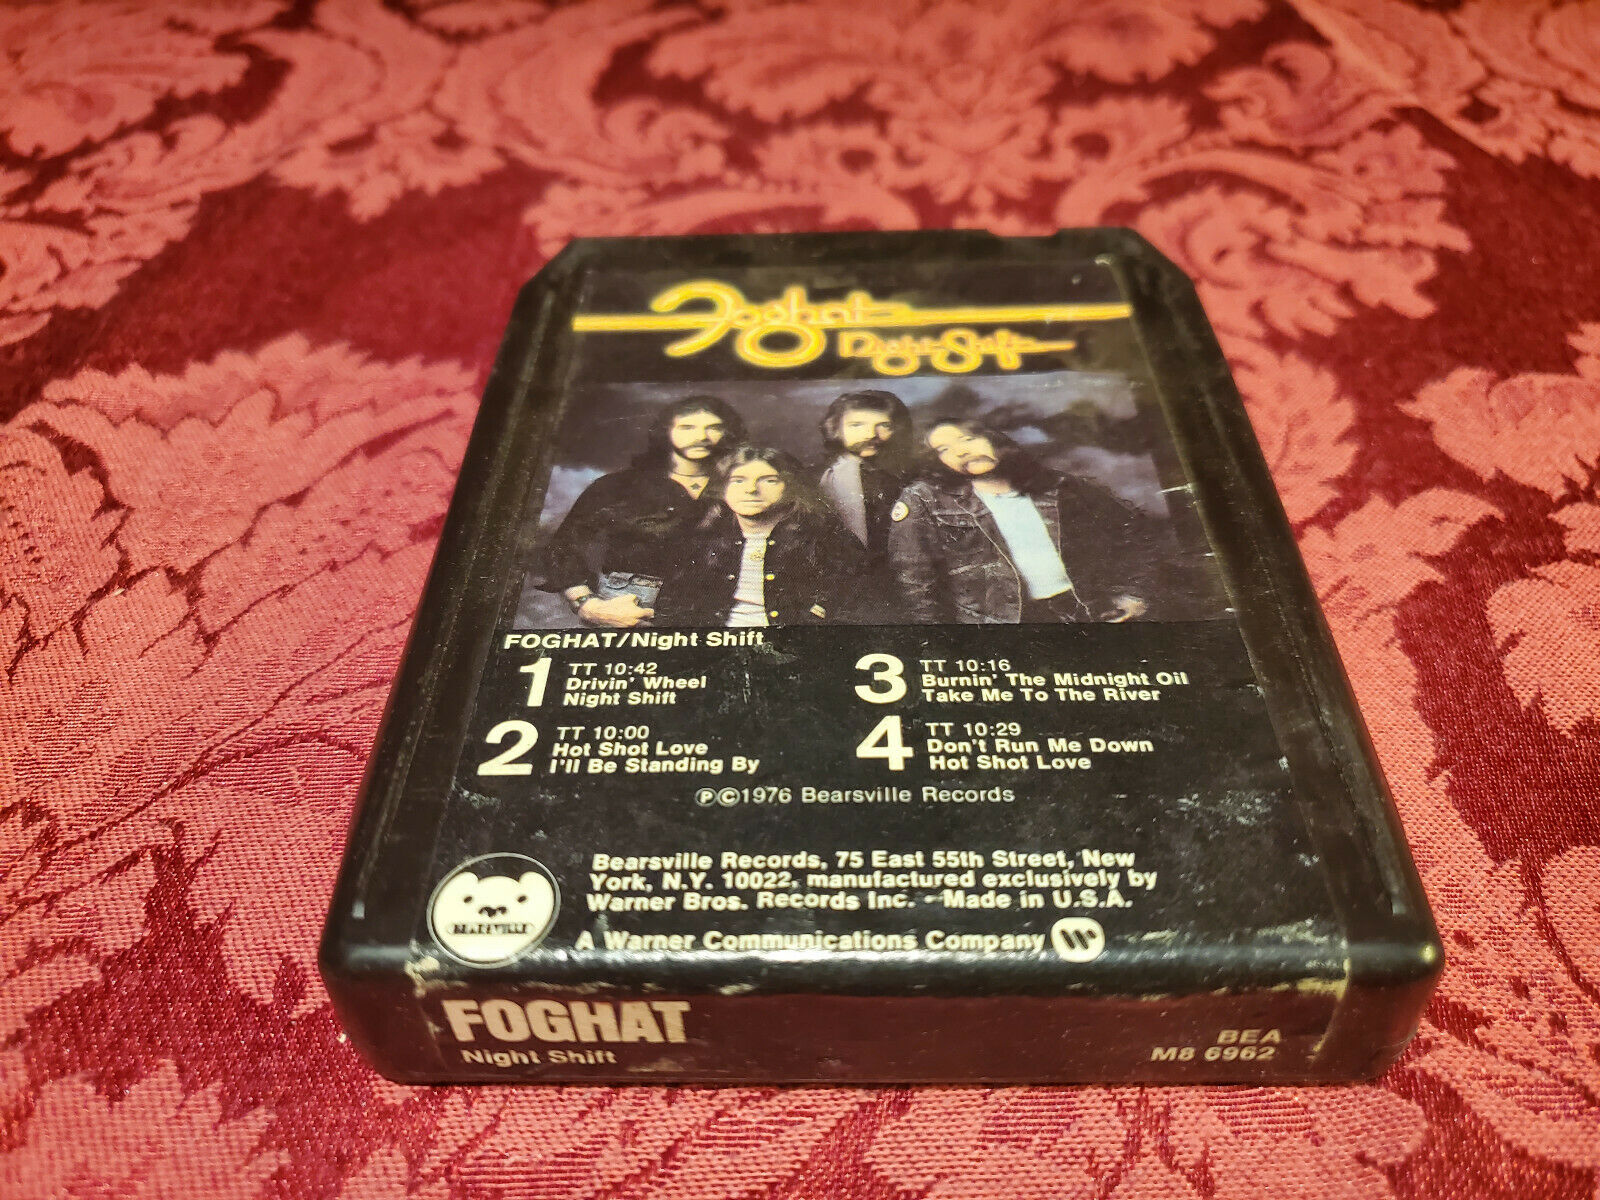 Foghat
Night Shift
FOGHAT/Night Shift
1 TT 10:42
Drivin' Wheel
Night Shift
2 TT 10:00
Hot Shot Love
I'll Be Standing By
3 TT 10:16
Burnin' The Midnight Oil
Take Me To The River
4 TT 10:29
Don't Run Me Down
Hot Shot Love
ⓅⒸ1976 Bearsville Records
Bearsville Records, 75 East 55th Street, New
York, N.Y. 10022, manufactured exclusively by
Warner Bros. Records Inc. - Made in U.S.A.
BEARSVILLE
A Warner Communications Company W
FOGHAT
Night Shift
BEA
M8 6962